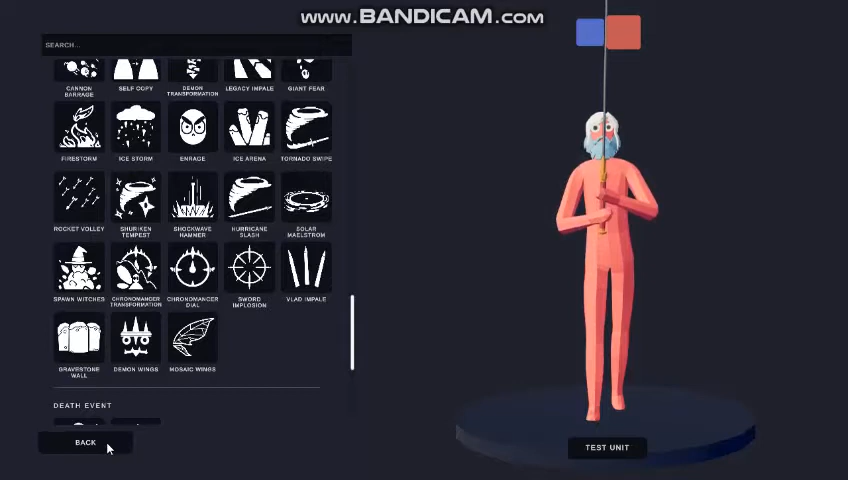 www.BANDICAM.com
SEARCH...
CANNON BARRAGE
SELF COPY
DEMON TRANSFORMATION
LEGACY IMPALE
GIANT FEAR
FIRESTORM
ICE STORM
ENRAGE
ICE ARENA
TORNADO SWIPE
ROCKET VOLLEY
SHURIKEN TEMPEST
SHOCKWAVE HAMMER
HURRICANE SLASH
SOLAR MAELSTROM
SPAWN WITCHES
CHRONOMANCER TRANSFORMATION
CHRONOMANCER DIAL
SWORD IMPLOSION
VLAD IMPALE
GRAVESTONE WALL
DEMON WINGS
MOSAIC WINGS
DEATH EVENT
BACK
TEST UNIT